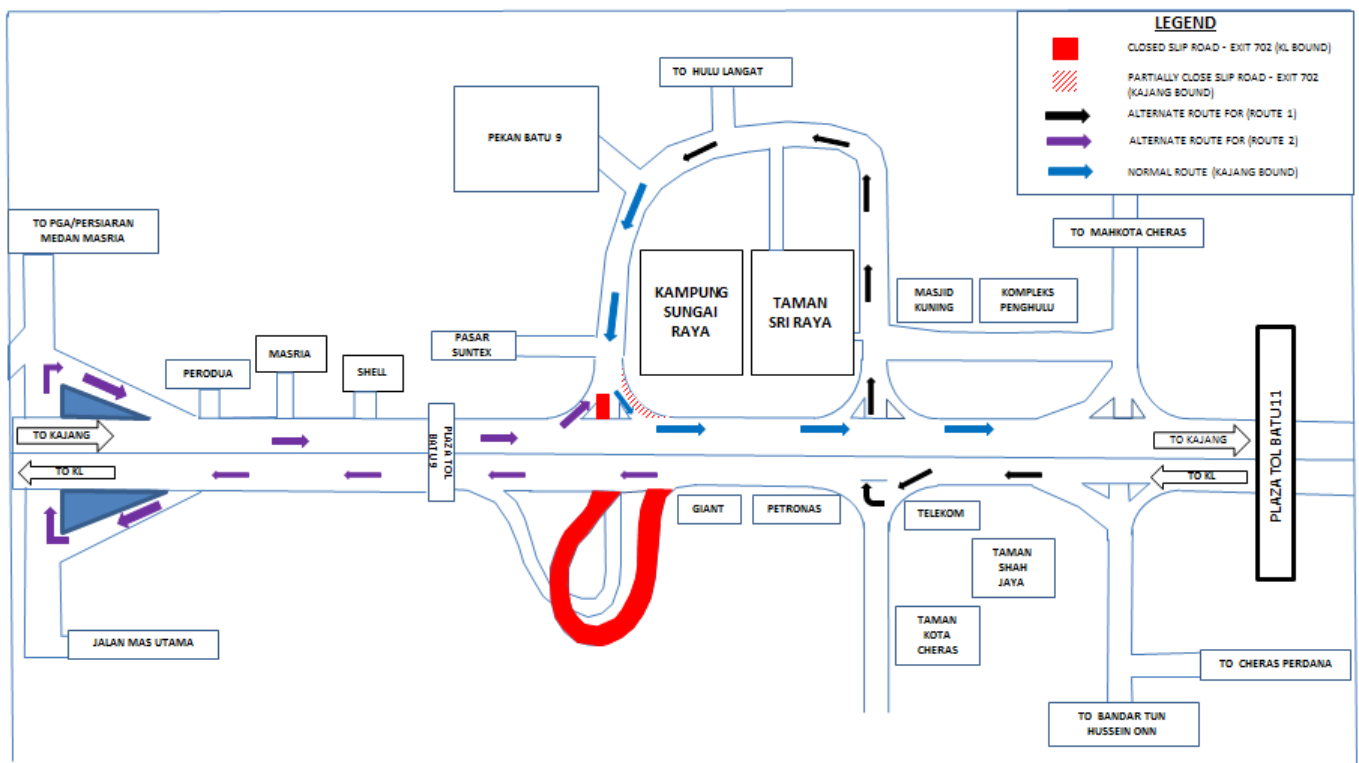 LEGEND
CLOSED SLIP ROAD - EXIT 702 (KL BOUND)
PARTIALLY CLOSE SLIP ROAD - EXIT 702
(KAJANG BOUND)
ALTERNATE ROUTE FOR (ROUTE 1)
ALTERNATE ROUTE FOR (ROUTE 2)
NORMAL ROUTE (KAJANG BOUND)
TO HULU LANGAT
PEKAN BATU 9
TO PGA/PERSIARAN
MEDAN MASRIA
TO MAHKOTA CHERAS
KAMPUNG
SUNGAI
RAYA
TAMAN
SRI RAYA
MASJID
KUNING
KOMPLEKS
PENGHULU
PASAR
SUNTEX
PERODUA
MASRIA
SHELL
PLAZA TOL
BATU9
TO KAJANG
TO KL
TO KAJANG
TO KL
PLAZA TOL BATU11
GIANT
PETRONAS
TELEKOM
TAMAN
SHAH
JAYA
TAMAN
KOTA
CHERAS
JALAN MAS UTAMA
TO CHERAS PERDANA
TO BANDAR TUN
HUSSEIN ONN